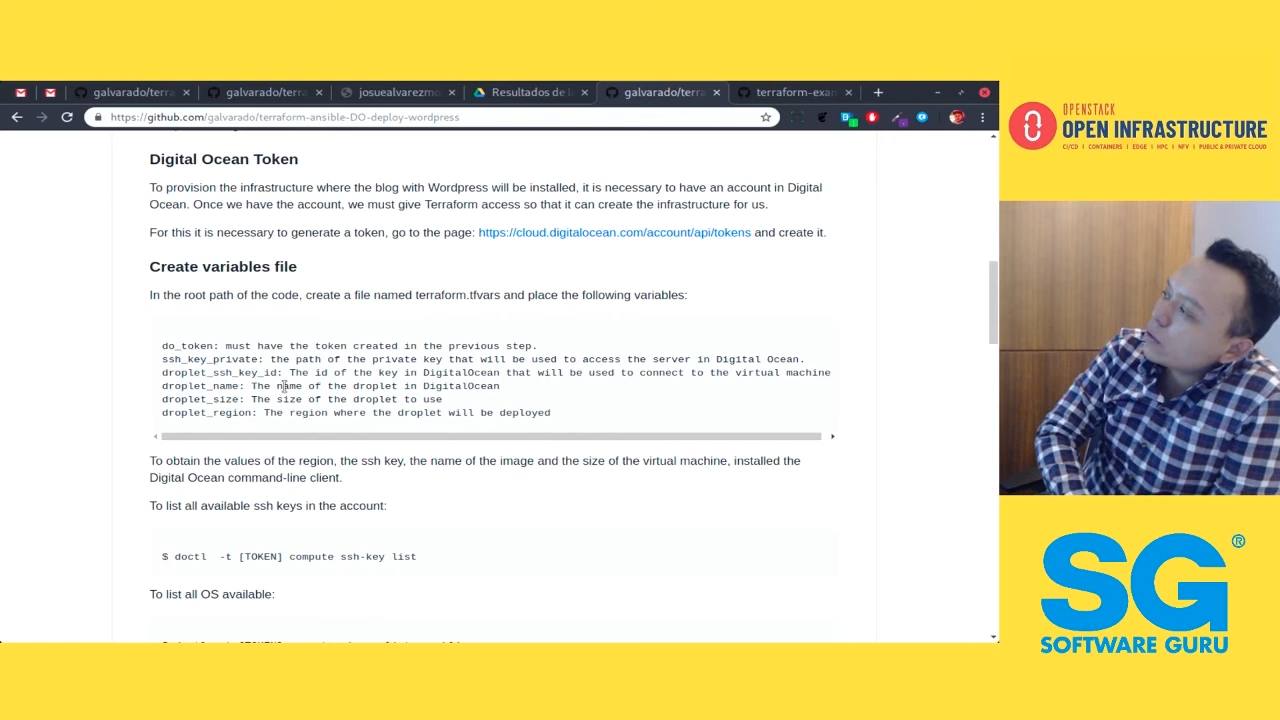 galvarado/terra
galvarado/terra
josuealvarezmo
Resultados de l
galvarado/terra
terraform-exa
https://github.com/galvarado/terraform-ansible-DO-deploy-wordpress
OPENSTACK
OPEN INFRASTRUCTURE
CI/CD | CONTAINERS | EDGE | HPC | NFV | PUBLIC & PRIVATE CLOUD
Digital Ocean Token
To provision the infrastructure where the blog with Wordpress will be installed, it is necessary to have an account in Digital
Ocean. Once we have the account, we must give Terraform access so that it can create the infrastructure for us.
For this it is necessary to generate a token, go to the page: https://cloud.digitalocean.com/account/api/tokens and create it.
Create variables file
In the root path of the code, create a file named terraform.tfvars and place the following variables:
do_token: must have the token created in the previous step.
ssh_key_private: the path of the private key that will be used to access the server in Digital Ocean.
droplet_ssh_key_id: The id of the key in DigitalOcean that will be used to connect to the virtual machine
droplet_name: The name of the droplet in DigitalOcean
droplet_size: The size of the droplet to use
droplet_region: The region where the droplet will be deployed
To obtain the values of the region, the ssh key, the name of the image and the size of the virtual machine, installed the
Digital Ocean command-line client.
To list all available ssh keys in the account:
$ doctl  -t [TOKEN] compute ssh-key list
To list all OS available:
SG®
SOFTWARE GURU